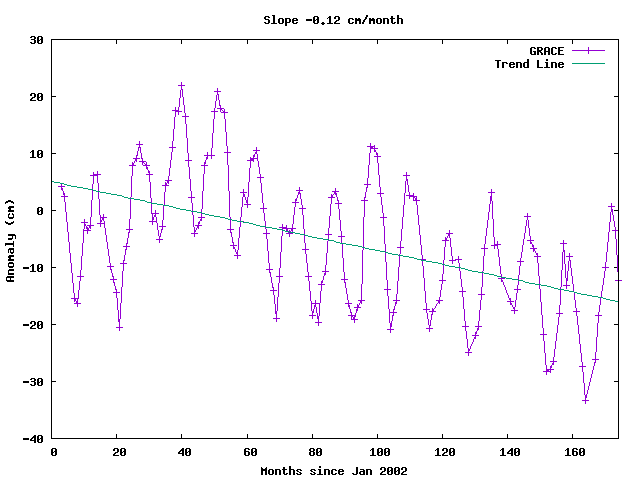 Slope -0.12 cm/month
GRACE
Trend Line
30
20
10
0
-10
-20
-30
-40
Anomaly (cm)
0 20 40 60 80 100 120 140 160
Months since Jan 2002